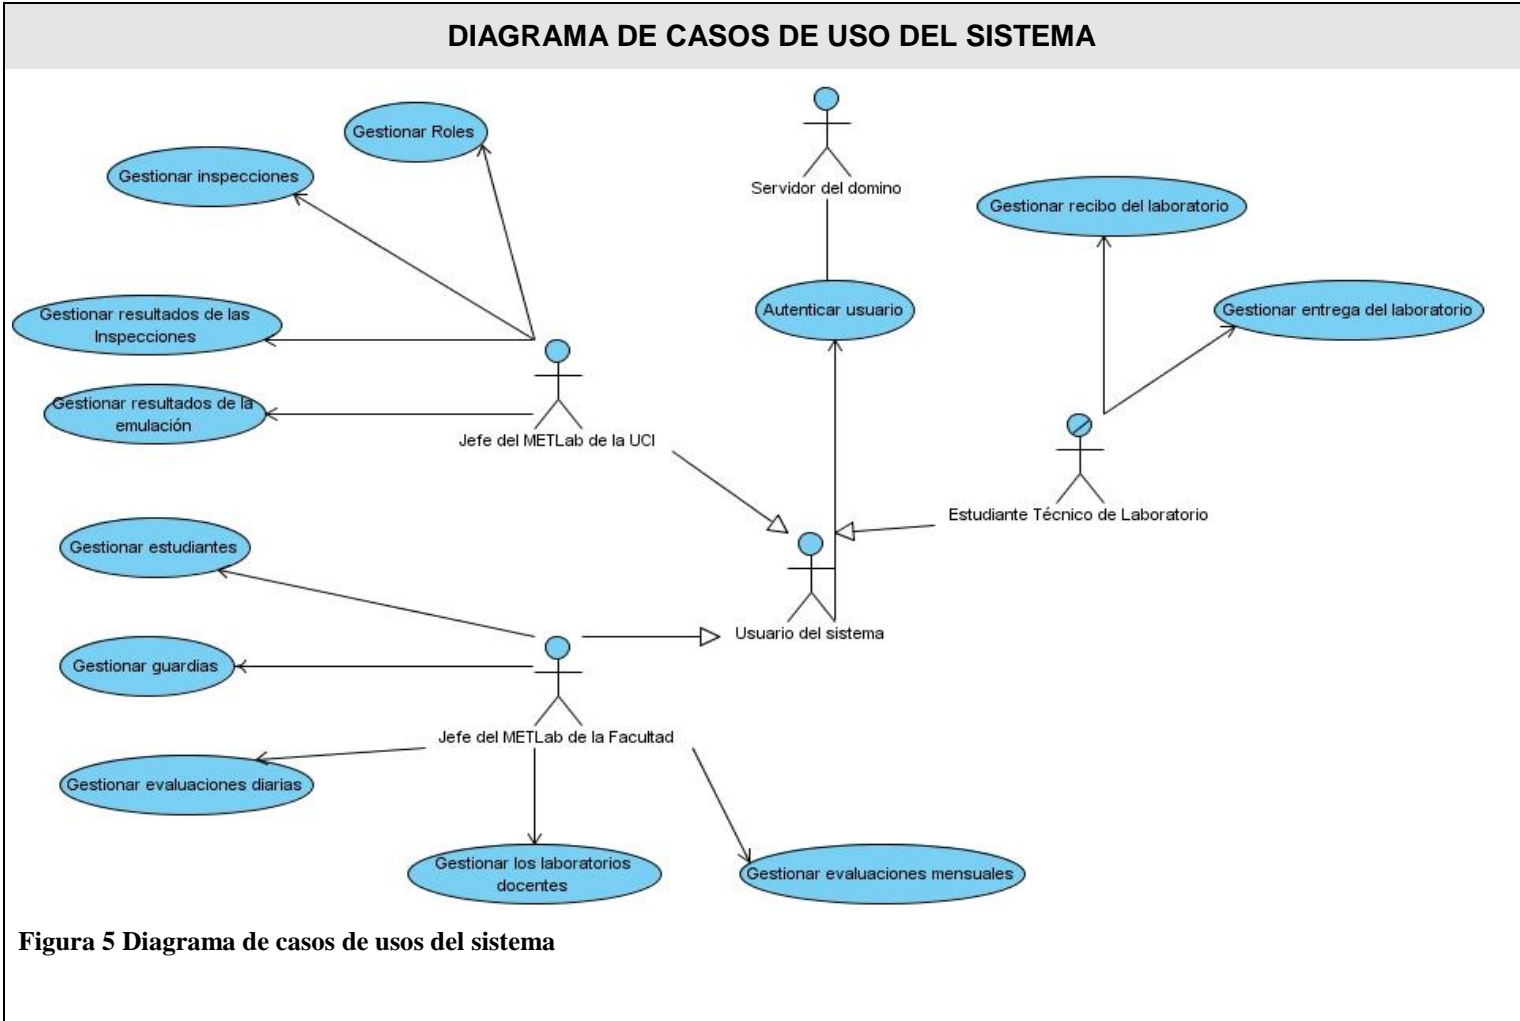 DIAGRAMA DE CASOS DE USO DEL SISTEMA
Gestionar Roles
Gestionar inspecciones
Servidor del domino
Gestionar recibo del laboratorio
Gestionar resultados de las
Inspecciones
Autenticar usuario
Gestionar entrega del laboratorio
Gestionar resultados de la
emulación
Jefe del METLab de la UCI
Estudiante Técnico de Laboratorio
Gestionar estudiantes
Usuario del sistema
Gestionar guardias
Jefe del METLab de la Facultad
Gestionar evaluaciones diarias
Gestionar los laboratorios
docentes
Gestionar evaluaciones mensuales
Figura 5 Diagrama de casos de usos del sistema